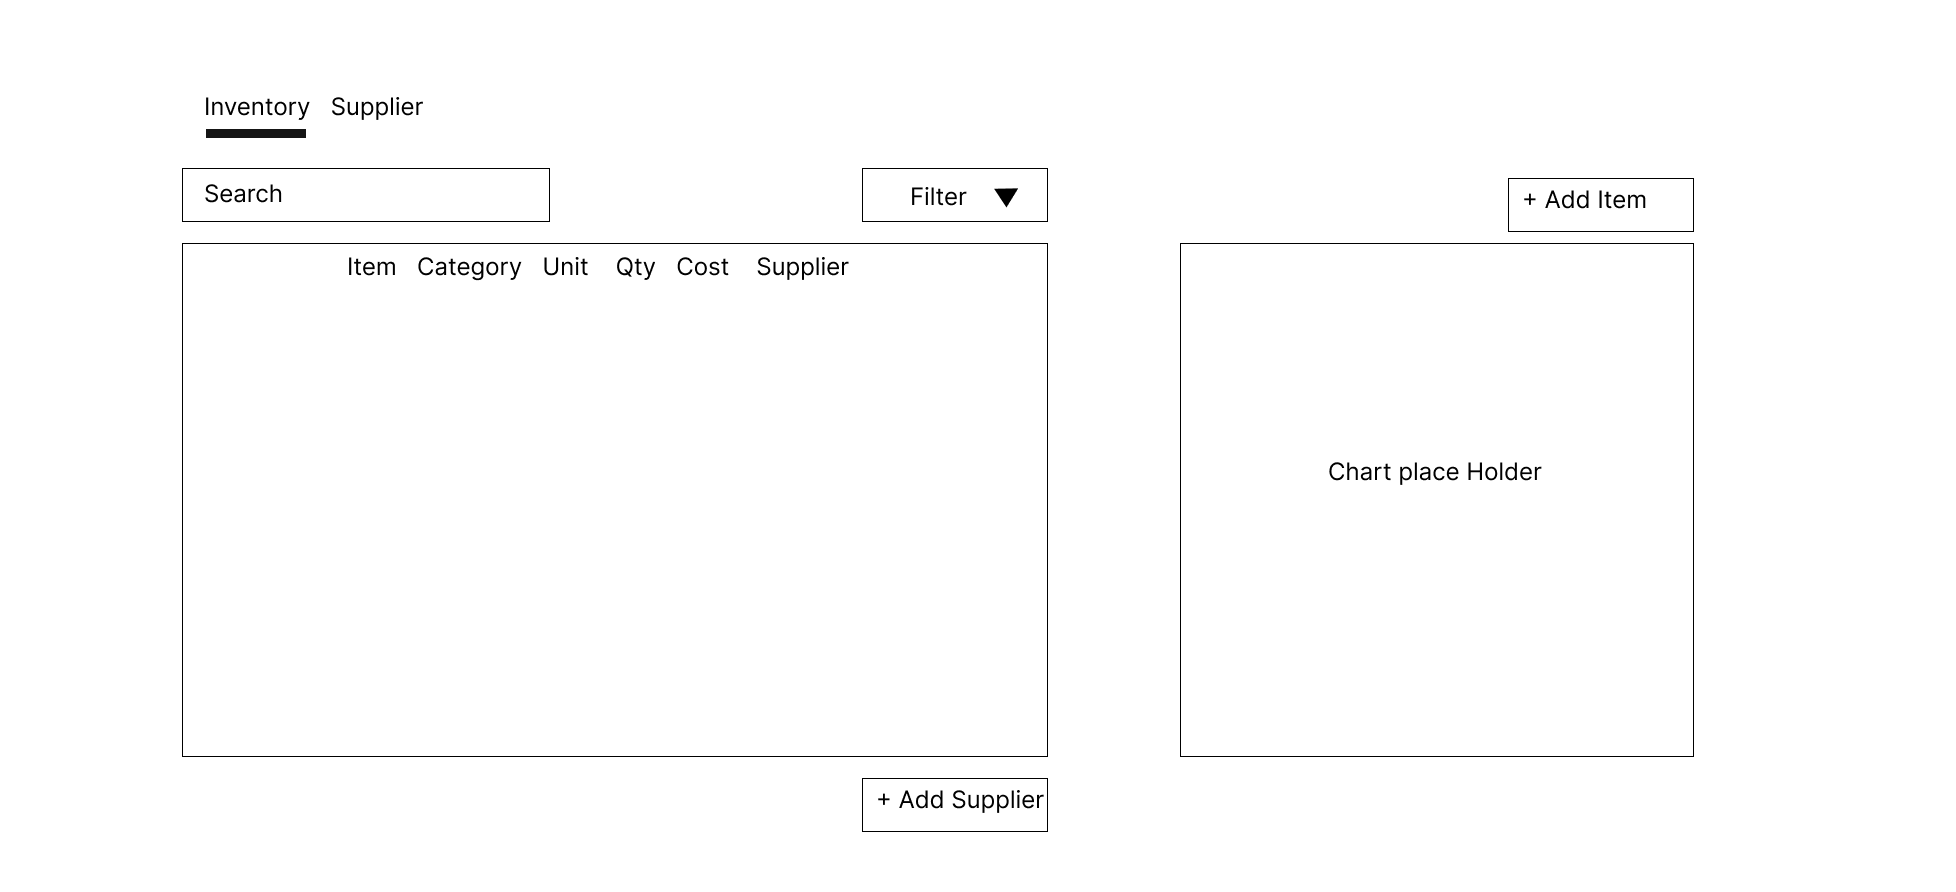 Inventory Supplier
Search
Filter
+ Add Item
Item Category Unit Qty Cost Supplier
Chart place Holder
+ Add Supplier